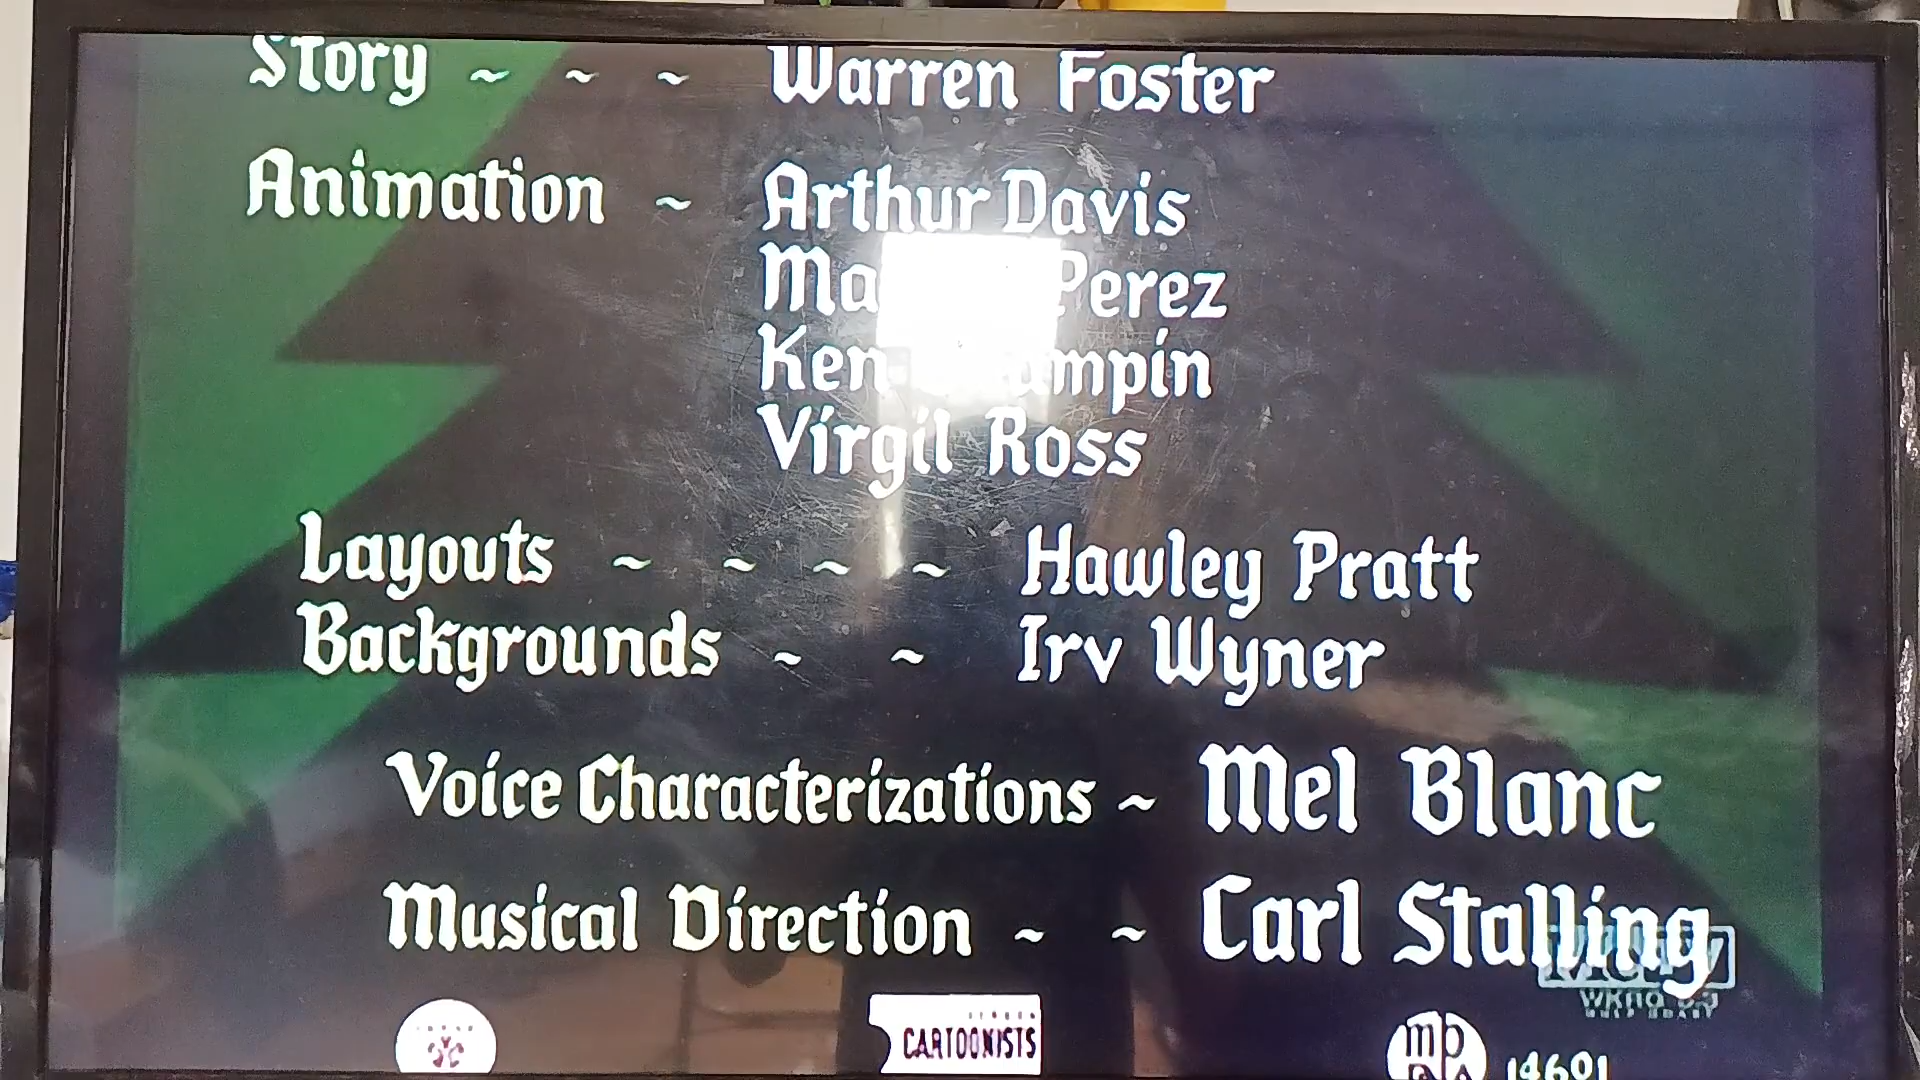 Story ~ ~ ~ Warren Foster
Animation ~ Arthur Davis
Perez
Ken
Virgil Ross
Layouts ~ ~ ~ ~ Hawley Pratt
Backgrounds ~ ~ Irv Wyner
Voice Characterizations ~ Mel Blanc
Musical Direction ~ ~ Carl Stalling
CARTOONISTS
14601